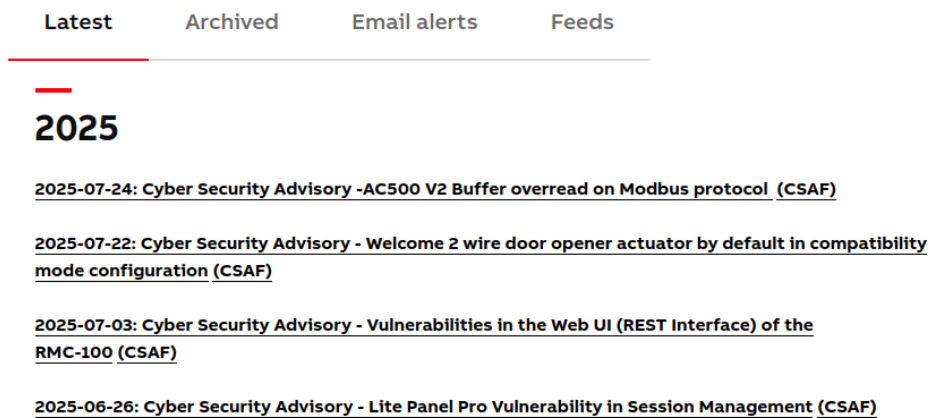 Latest Archived Email alerts Feeds
2025
2025-07-24: Cyber Security Advisory -AC500 V2 Buffer overread on Modbus protocol (CSAF)
2025-07-22: Cyber Security Advisory - Welcome 2 wire door opener actuator by default in compatibility
mode configuration (CSAF)
2025-07-03: Cyber Security Advisory - Vulnerabilities in the Web UI (REST Interface) of the
RMC-100 (CSAF)
2025-06-26: Cyber Security Advisory - Lite Panel Pro Vulnerability in Session Management (CSAF)